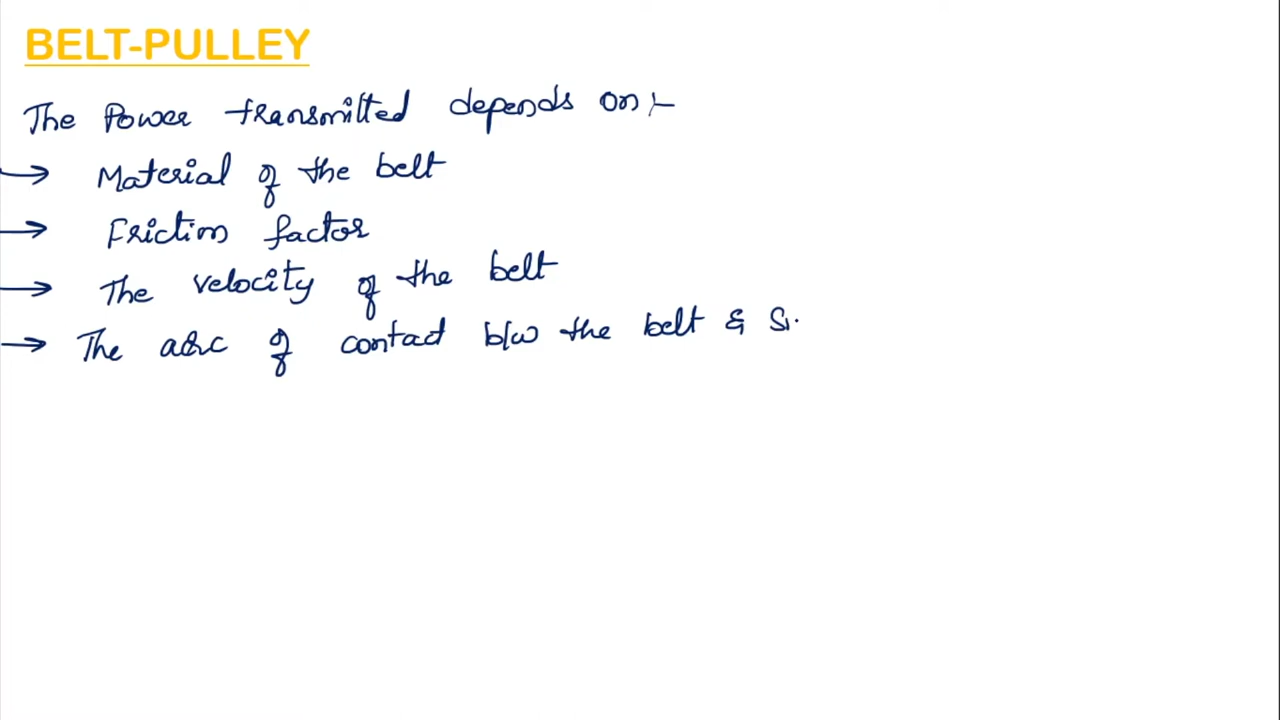 BELT-PULLEY
The Power transmitted depends on:-
→ Material of the belt
→ Friction factor
→ The velocity of the belt
→ The arc of contact b/w the belt & S